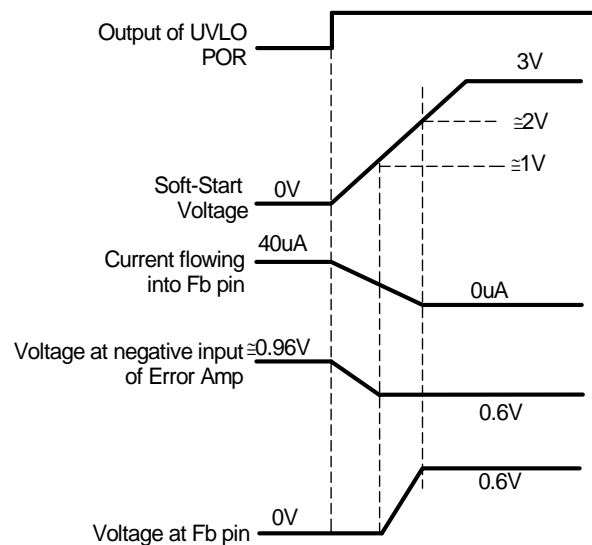 Output of UVLO
POR
3V
≅2V
≅1V
Soft-Start
Voltage
0V
40uA
Current flowing
into Fb pin
0uA
Voltage at negative input
of Error Amp
≅0.96V
0.6V
0.6V
0V
Voltage at Fb pin